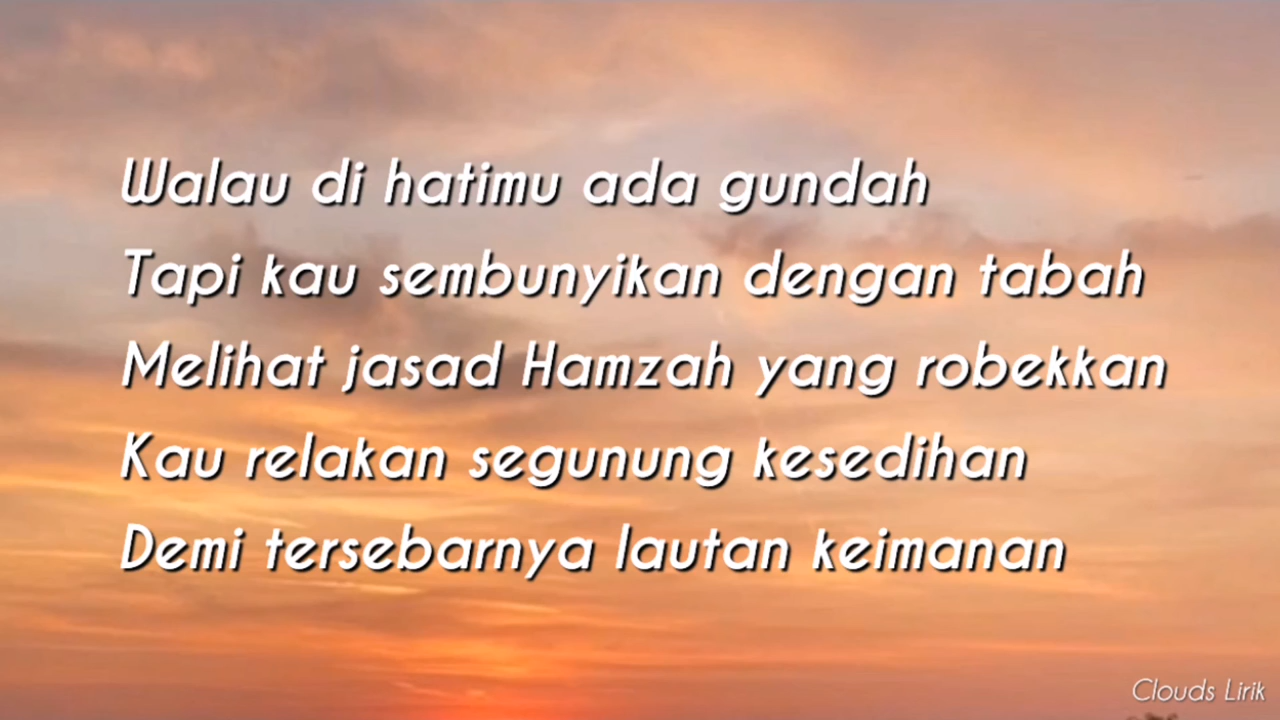 Walau di hatimu ada gundah
Tapi kau sembunyikan dengan tabah
Melihat jasad Hamzah yang robekkan
Kau relakan segunung kesedihan
Demi tersebarnya lautan keimanan
Clouds Lirik